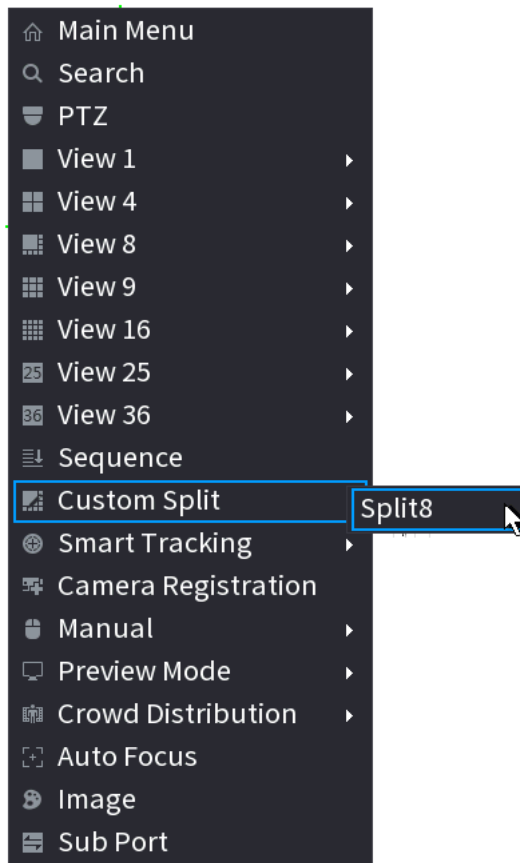 Main Menu
Search
PTZ
View 1
View 4
View 8
View 9
View 16
25 View 25
36 View 36
Sequence
Custom Split
Split8
Smart Tracking
Camera Registration
Manual
Preview Mode
Crowd Distribution
Auto Focus
Image
Sub Port